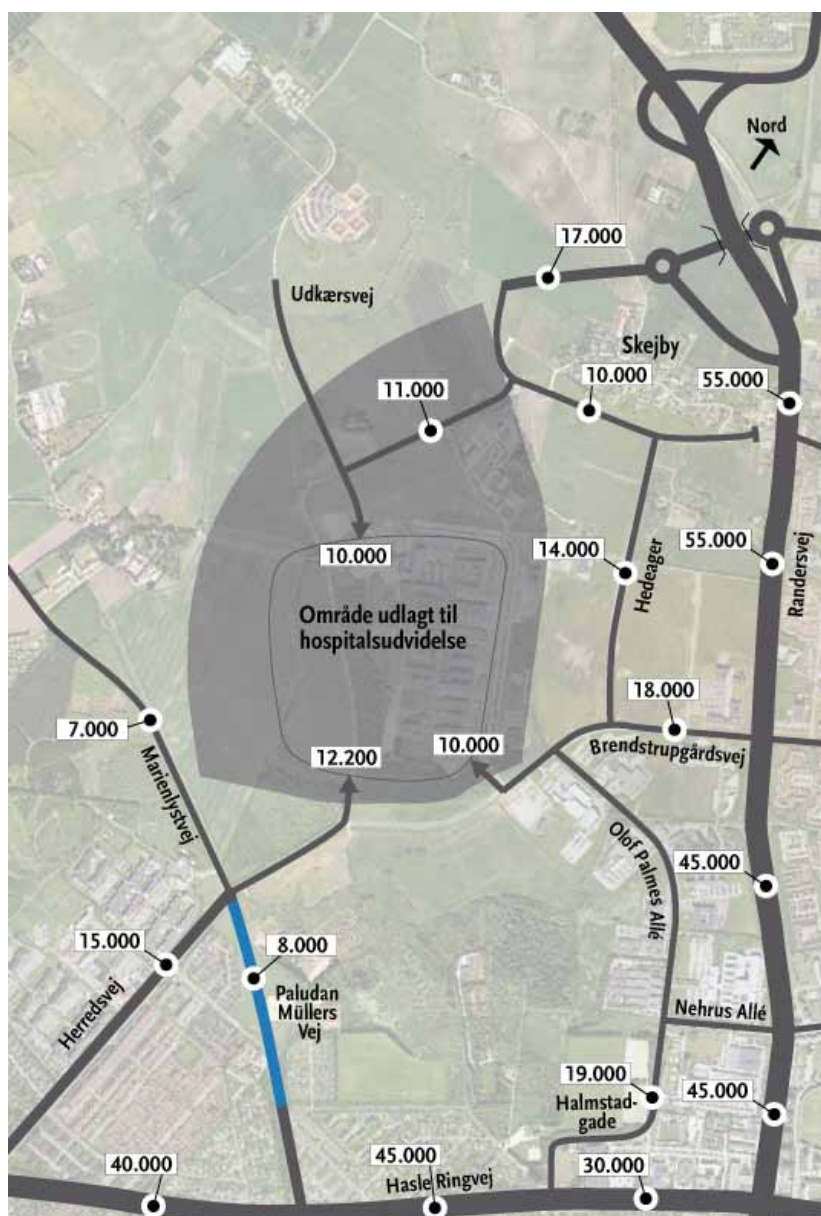 Nord
17.000
Udkærsvej
Skejby
11.000
10.000
55.000
10.000
14.000
Hedeager
55.000
Randersvej
Område udlagt til
hospitalsudvidelse
7.000
Marienlystvej
12.200
10.000
18.000
Brendstrupgårdsvej
Olof Palmes Allé
45.000
15.000
Herredsvej
8.000
Paludan
Müllers
Vej
Nehrus Allé
19.000
Halmstad-
gade
45.000
40.000
45.000
Hasle Ringvej
30.000